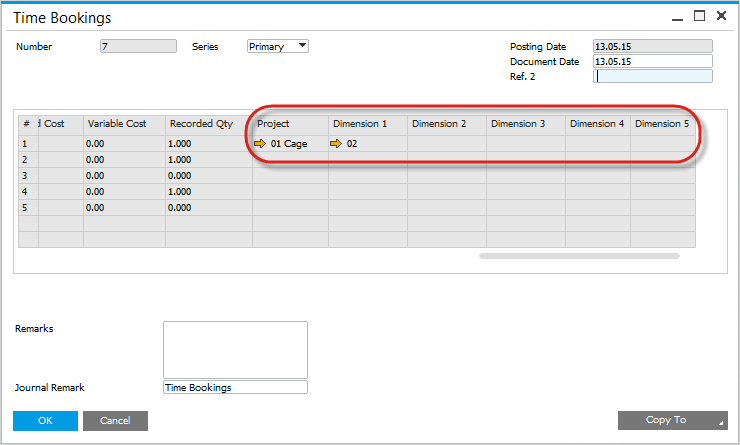 Time Bookings
Number 7 Series Primary Posting Date 13.05.15
Document Date 13.05.15
Ref. 2
# d Cost Variable Cost Recorded Qty Project Dimension 1 Dimension 2 Dimension 3 Dimension 4 Dimension 5
1 0.00 1.000 01 Cage 02
2 0.00 1.000
3 0.00 0.000
4 0.00 1.000
5 0.00 0.000
Remarks
Journal Remark Time Bookings
OK Cancel Copy To